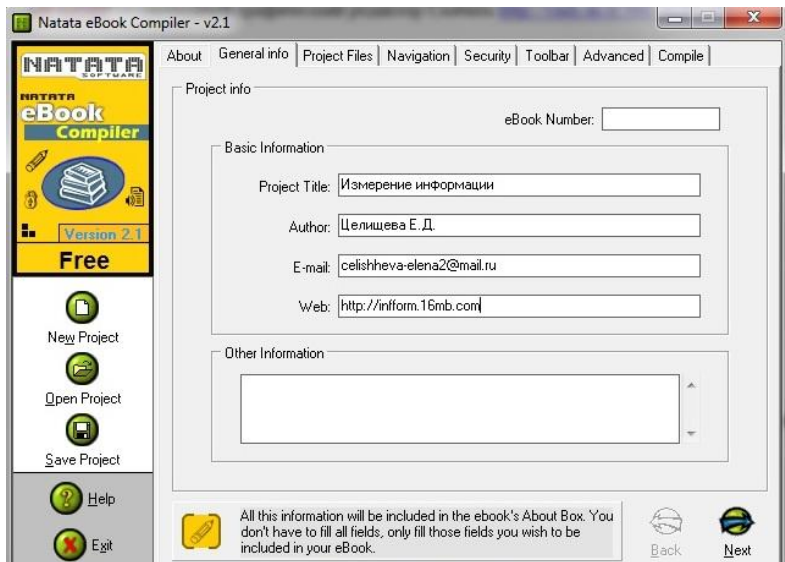 Natata eBook Compiler - v2.1
NATATA
SOFTWARE
NATATA
eBook
Compiler
Version 2.1
Free
New Project
Open Project
Save Project
Help
Exit
About General info Project Files Navigation Security Toolbar Advanced Compile
Project info
eBook Number:
Basic Information
Project Title: Измерение информации
Author: Целищева Е.Д.
E-mail: celishheva-elena2@mail.ru
Web: http://infform.16mb.com
Other Information
All this information will be included in the ebook's About Box. You
don't have to fill all fields, only fill those fields you wish to be
included in your eBook.
Back
Next